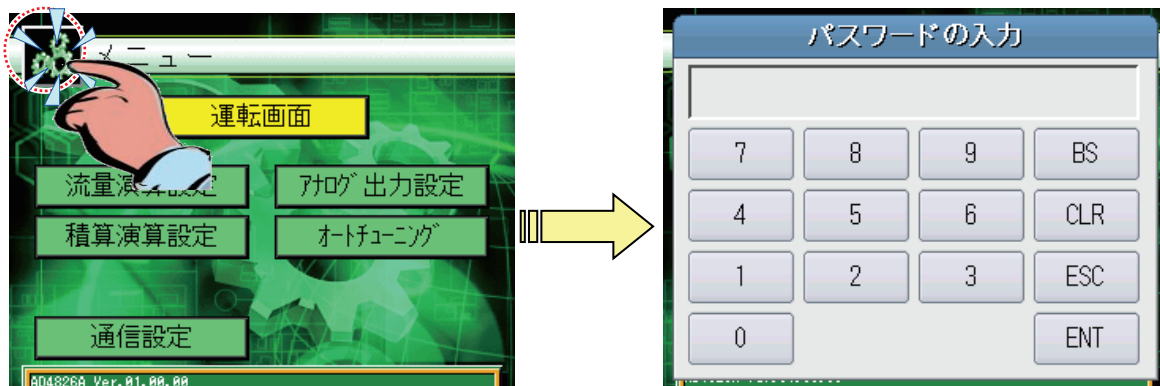 メニュー
運転画面
流量演算設定
アナログ出力設定
積算演算設定
オートチューニング
通信設定
AD4826A Ver.01.00.00
パスワードの入力
7 8 9 BS
4 5 6 CLR
1 2 3 ESC
0 ENT